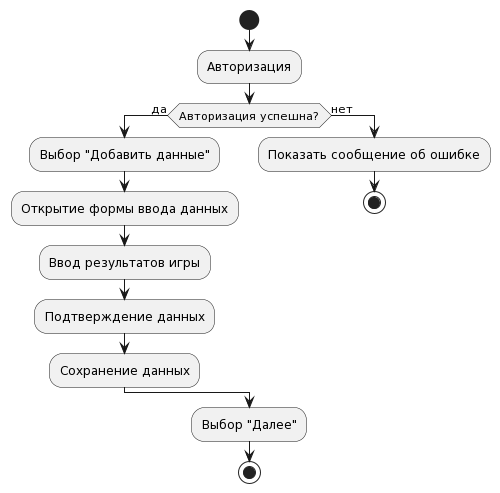 Авторизация
да
Авторизация успешна?
нет
Выбор "Добавить данные"
Показать сообщение об ошибке
Открытие формы ввода данных
Ввод результатов игры
Подтверждение данных
Сохранение данных
Выбор "Далее"